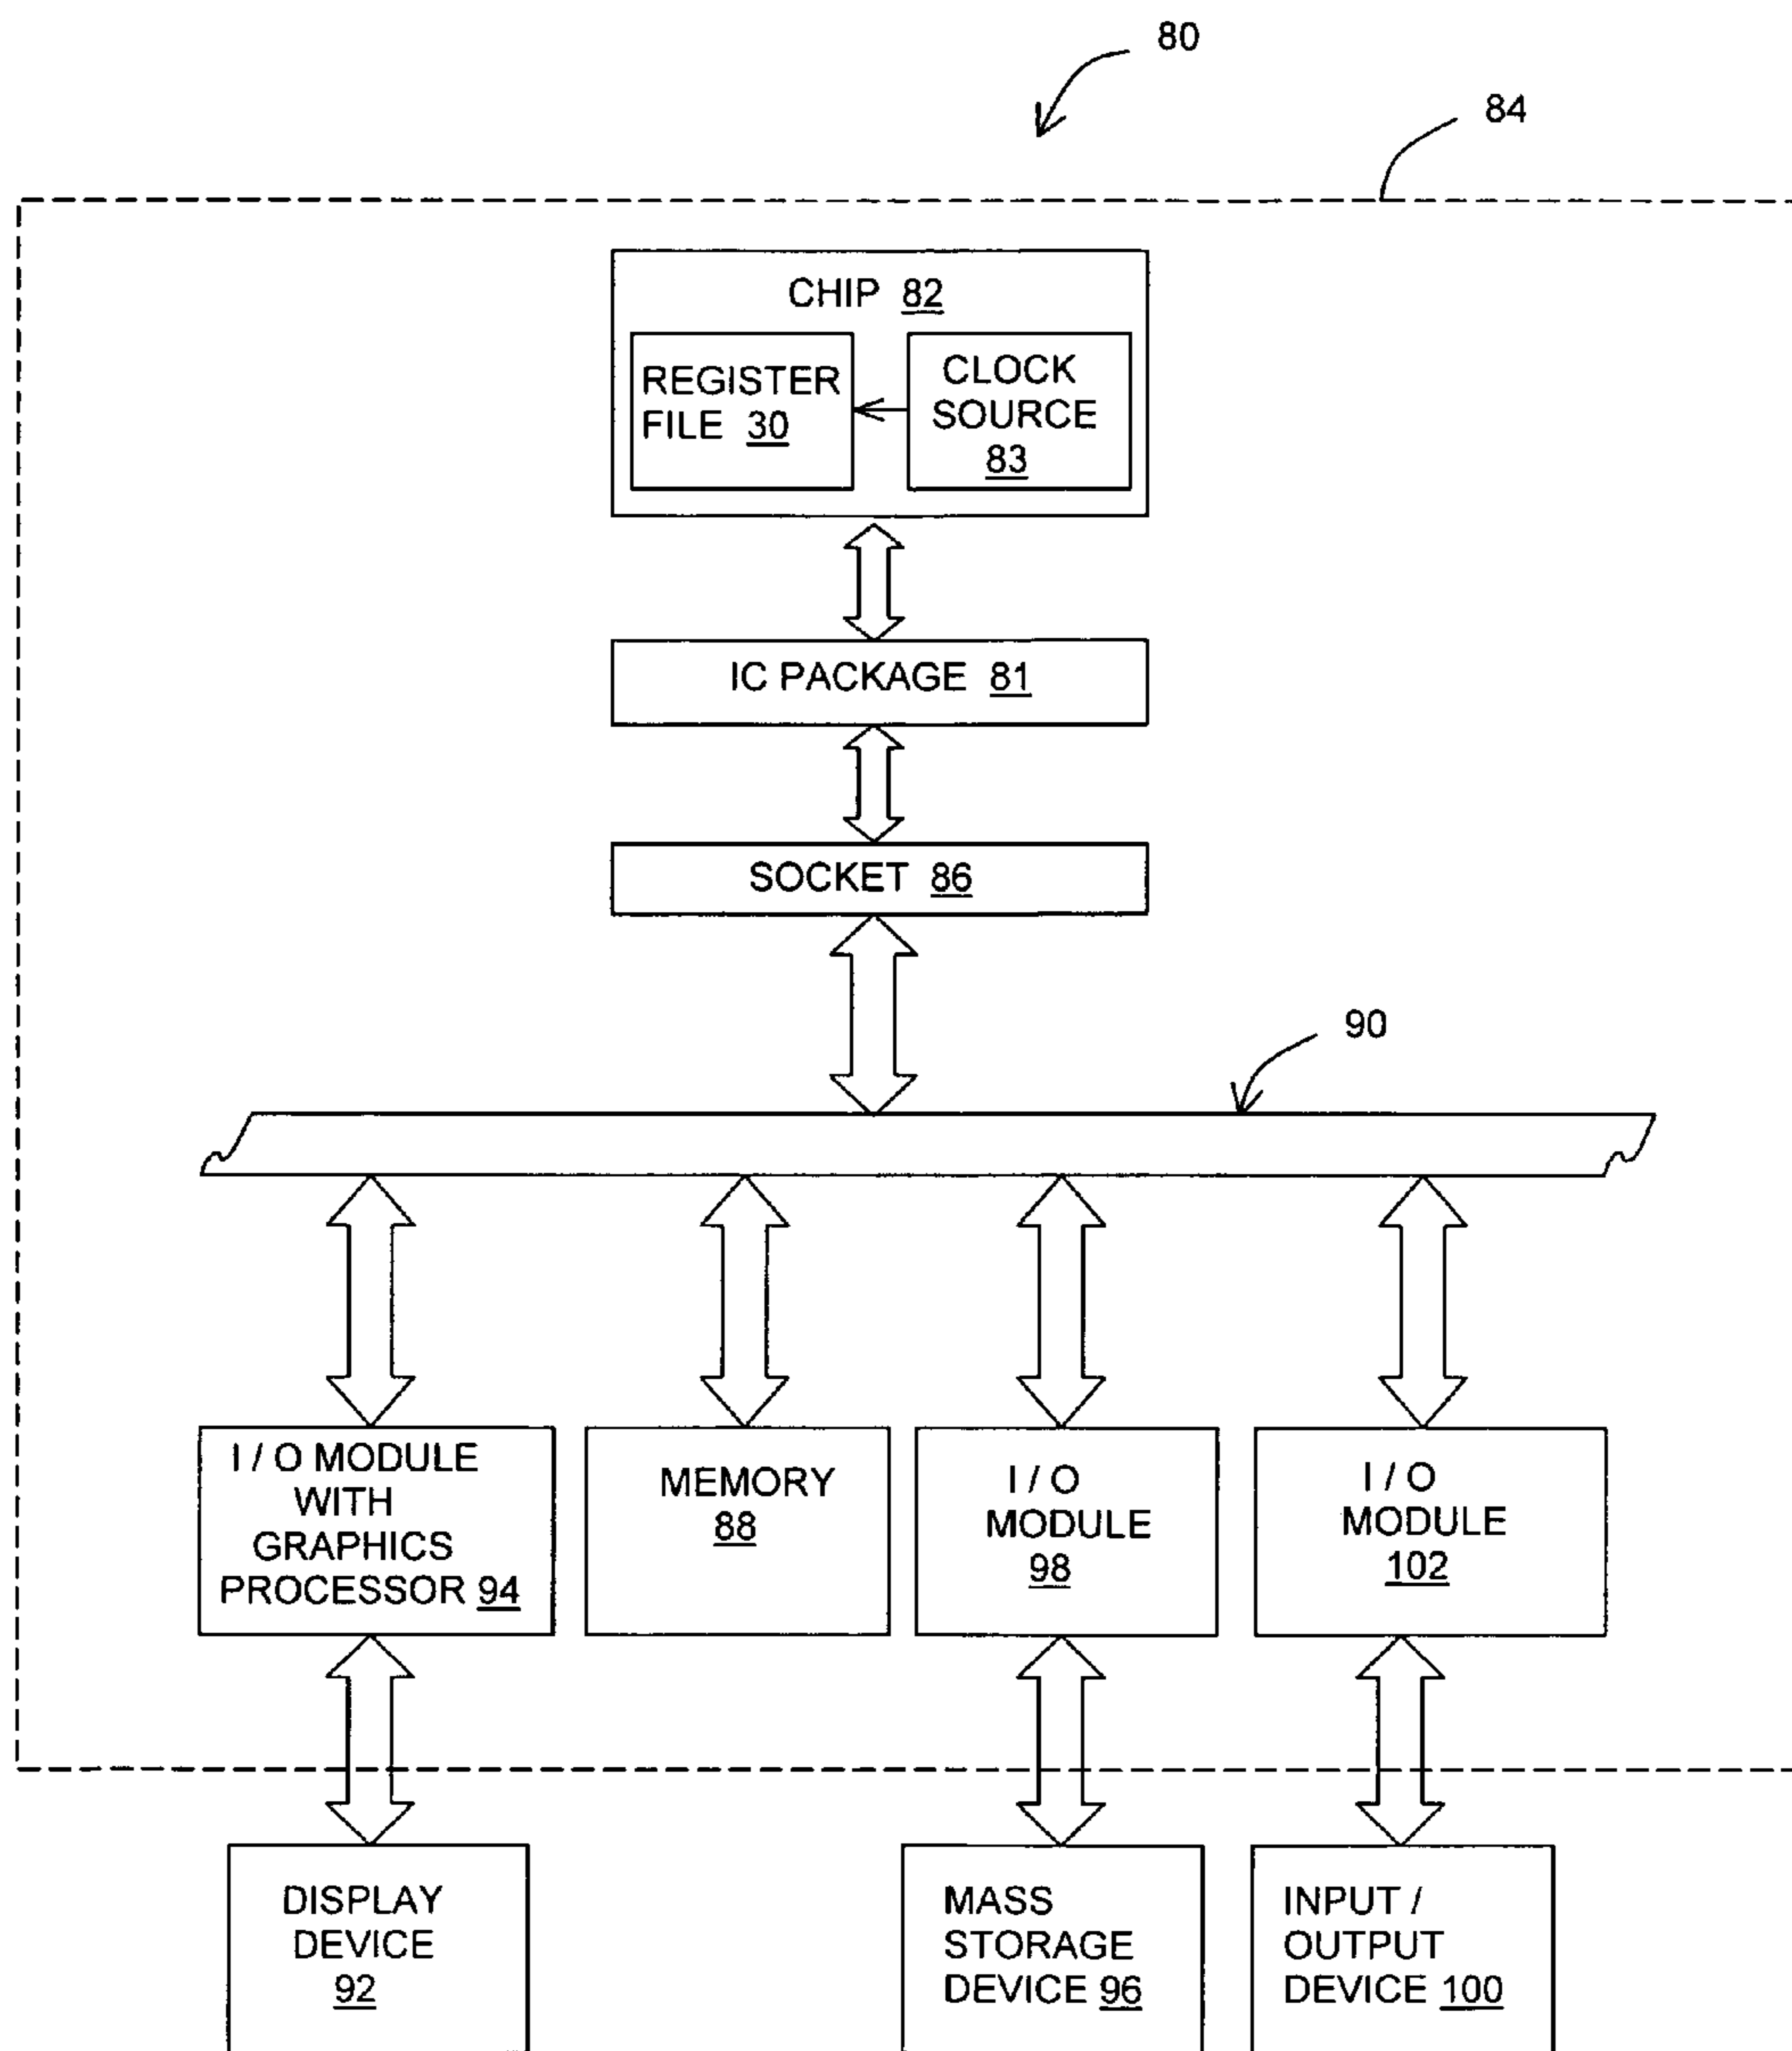 80
84
CHIP 82
REGISTER
FILE 30
CLOCK
SOURCE
83
IC PACKAGE 81
SOCKET 86
90
I / O MODULE
WITH
GRAPHICS
PROCESSOR 94
MEMORY
88
I / O
MODULE
98
I / O
MODULE
102
DISPLAY
DEVICE
92
MASS
STORAGE
DEVICE 96
INPUT /
OUTPUT
DEVICE 100